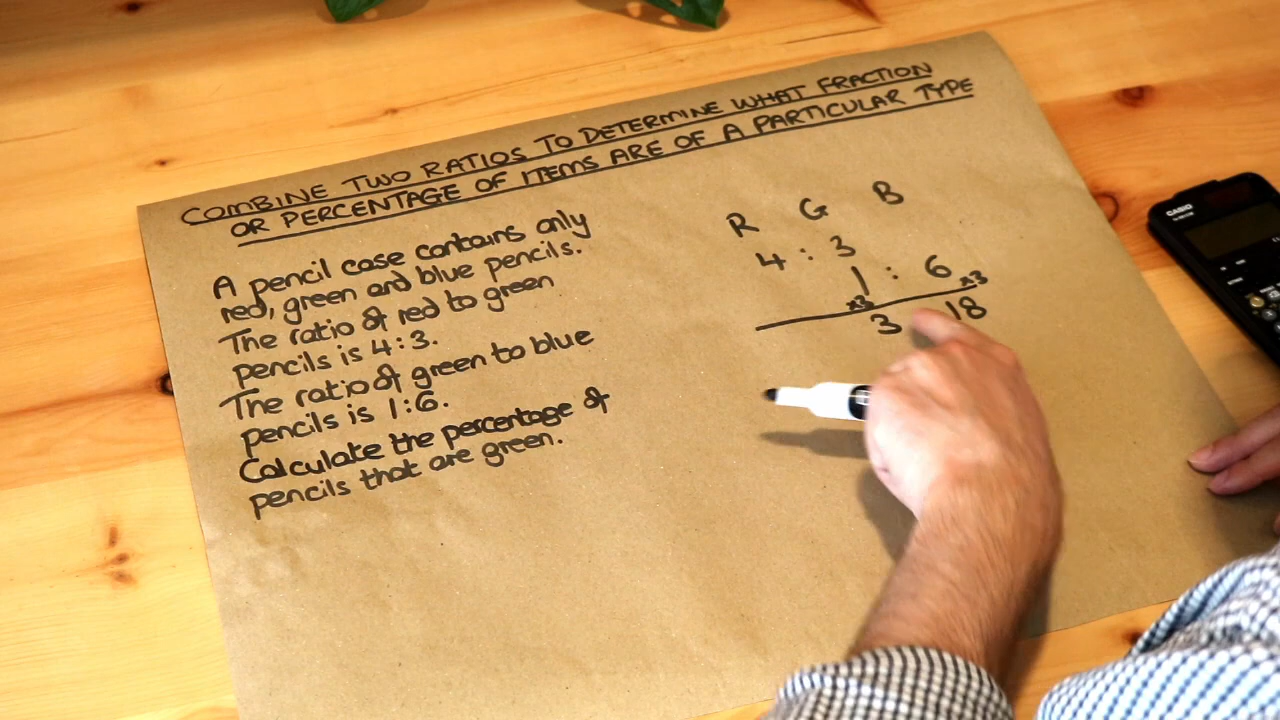 COMBINE TWO RATIOS TO DETERMINE WHAT FRACTION
OR PERCENTAGE OF ITEMS ARE OF A PARTICULAR TYPE
A pencil case contains only
red, green and blue pencils.
The ratio of red to green
pencils is 4:3.
The ratio of green to blue
pencils is 1:6.
Calculate the percentage of
pencils that are green.
R G B
4 : 3
1 : 6
×3 ×3
3 18
CASIO